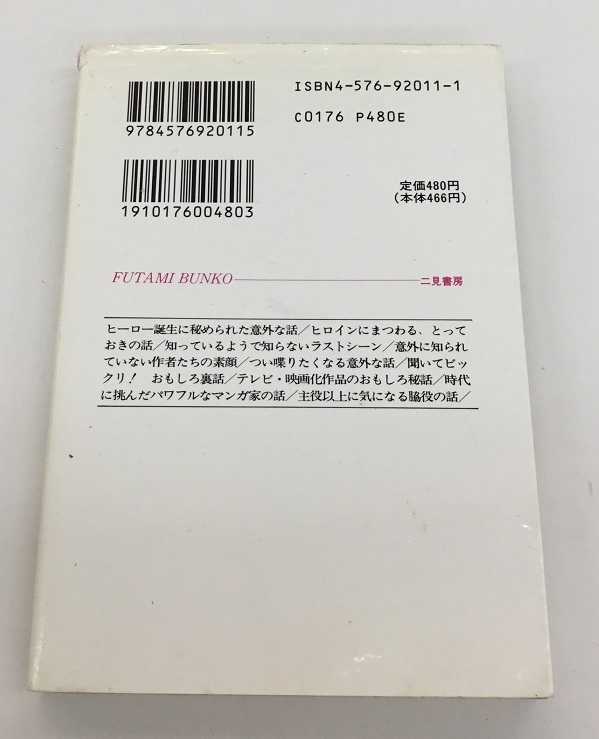 ISBN4-576-92011-1
9784576920115
C0176 P480E
1910176004803
定価480円
(本体466円)
FUTAMI BUNKO
二見書房
ヒーロー誕生に秘められた意外な話/ヒロインにまつわる、とって
おきの話/知っているようで知らないラストシーン/意外に知られ
ていない作者たちの素顔/つい喋りたくなる意外な話/聞いてビッ
クリ! おもしろ裏話/テレビ・映画化作品のおもしろ秘話/時代
に挑んだパワフルなマンガ家の話/主役以上に気になる脇役の話/